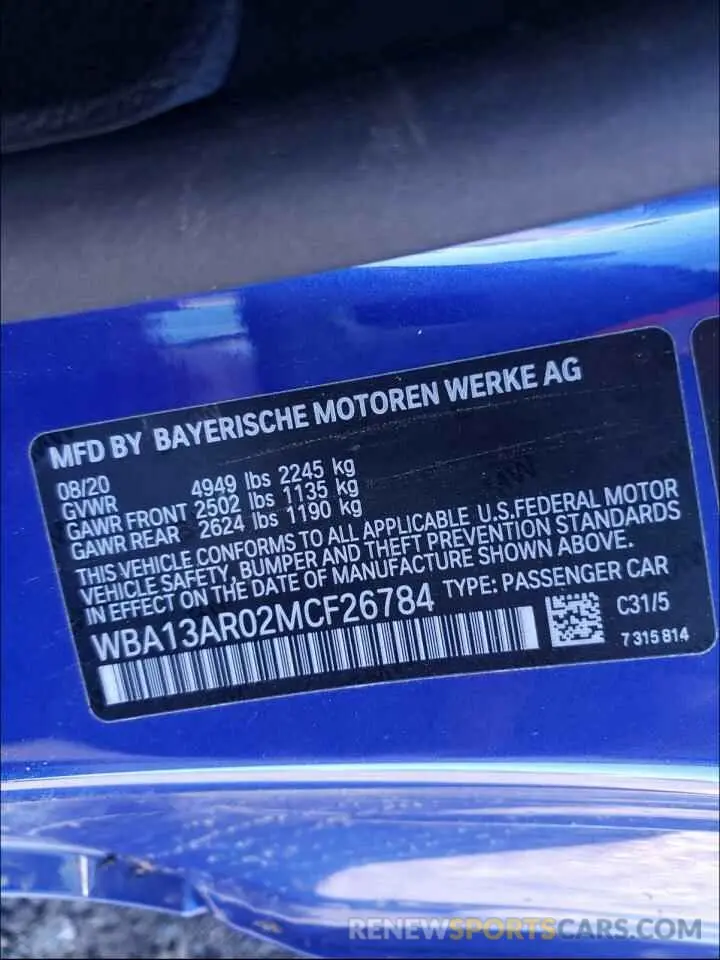 MFD BY BAYERISCHE MOTOREN WERKE AG
08/20
GVWR 4949 lbs 2245 kg
GAWR FRONT 2502 lbs 1135 kg
GAWR REAR 2624 lbs 1190 kg
THIS VEHICLE CONFORMS TO ALL APPLICABLE U.S.FEDERAL MOTOR
VEHICLE SAFETY, BUMPER AND THEFT PREVENTION STANDARDS
IN EFFECT ON THE DATE OF MANUFACTURE SHOWN ABOVE.
WBA13AR02MCF26784 TYPE: PASSENGER CAR
C31/5
7 315 814
RENEWSPORTSCARS.COM